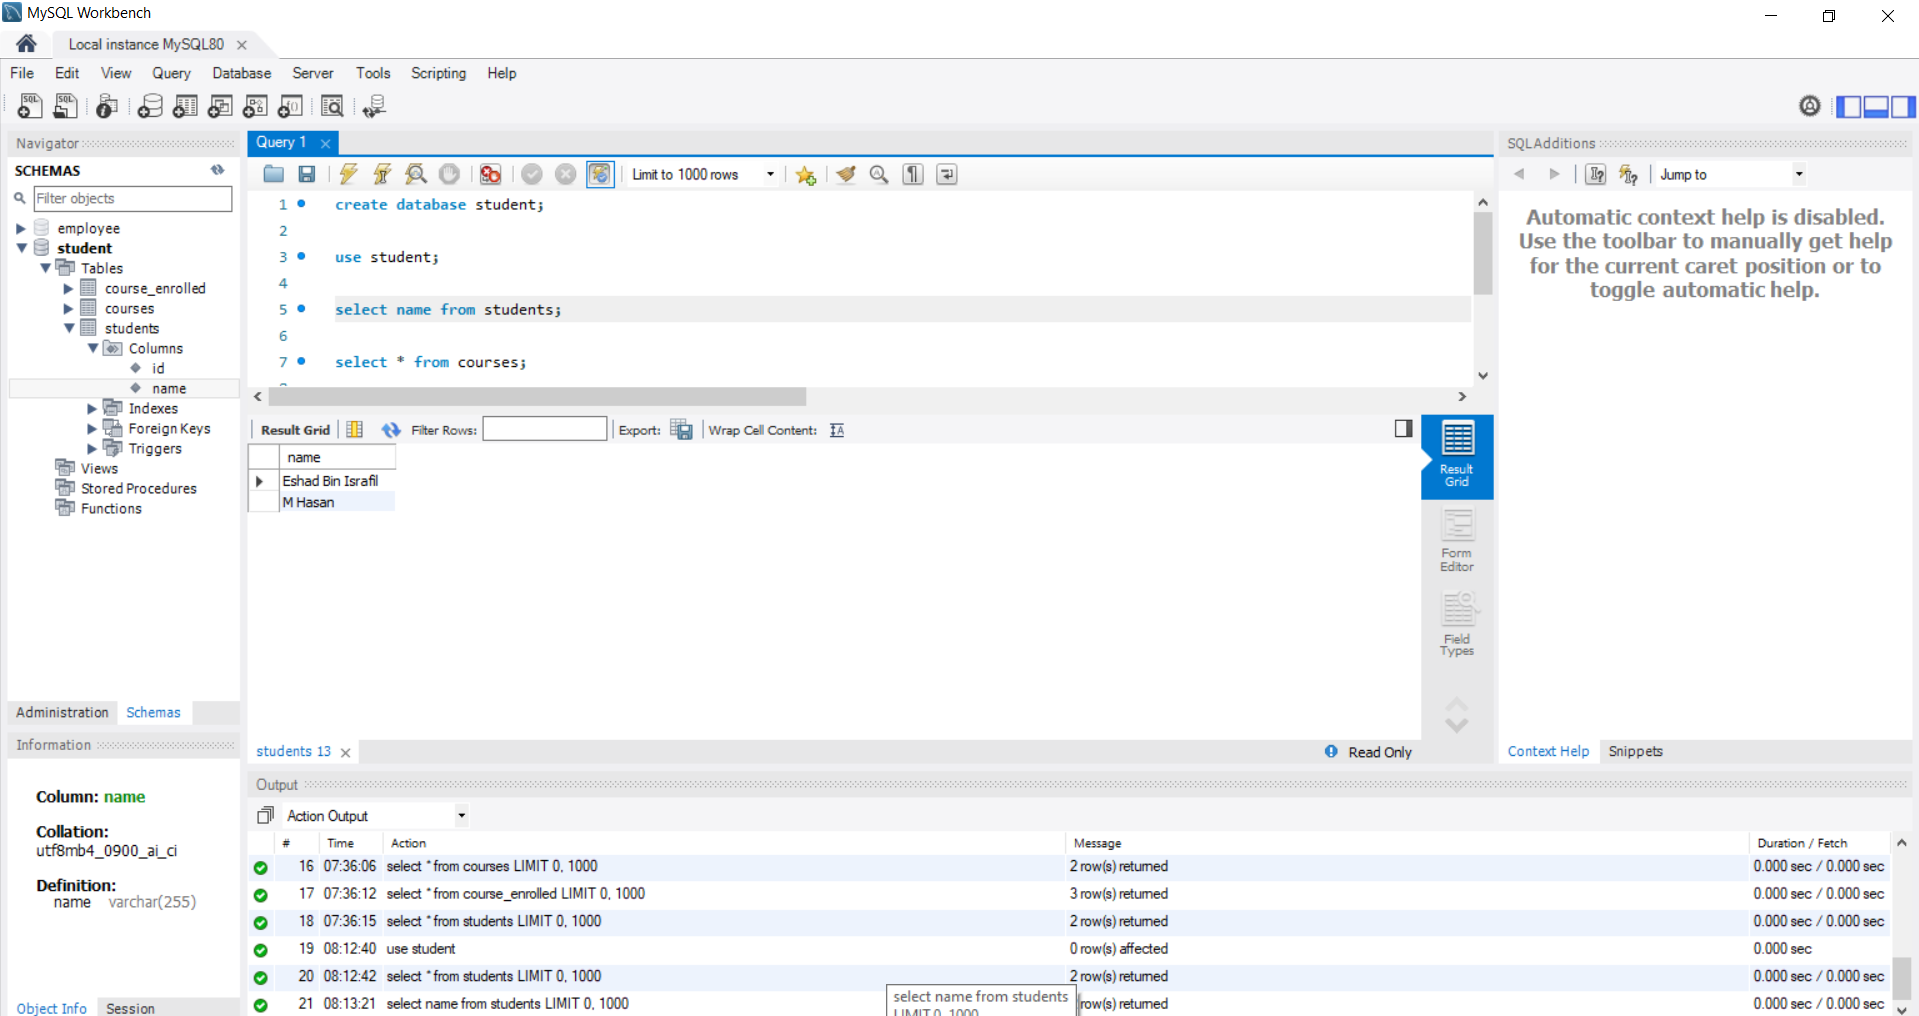 MySQL Workbench
Local instance MySQL80
File Edit View Query Database Server Tools Scripting Help
Navigator
SCHEMAS
Filter objects
employee
student
Tables
course_enrolled
courses
students
Columns
id
name
Indexes
Foreign Keys
Triggers
Views
Stored Procedures
Functions
Administration Schemas
Information
Column: name
Collation:
utf8mb4_0900_ai_ci
Definition:
name varchar(255)
Object Info Session
Query 1
Limit to 1000 rows
1 create database student;
2
3 use student;
4
5 select name from students;
6
7 select * from courses;
Result Grid Filter Rows: Export: Wrap Cell Content:
name
Eshad Bin Israfil
M Hasan
Result
Grid
Form
Editor
Field
Types
students 13
Read Only
SQLAdditions
Jump to
Automatic context help is disabled.
Use the toolbar to manually get help
for the current caret position or to
toggle automatic help.
Context Help Snippets
Output
Action Output
# Time Action Message Duration / Fetch
16 07:36:06 select * from courses LIMIT 0, 1000 2 row(s) returned 0.000 sec / 0.000 sec
17 07:36:12 select * from course_enrolled LIMIT 0, 1000 3 row(s) returned 0.000 sec / 0.000 sec
18 07:36:15 select * from students LIMIT 0, 1000 2 row(s) returned 0.000 sec / 0.000 sec
19 08:12:40 use student 0 row(s) affected 0.000 sec
20 08:12:42 select * from students LIMIT 0, 1000 2 row(s) returned 0.000 sec / 0.000 sec
21 08:13:21 select name from students LIMIT 0, 1000 row(s) returned 0.000 sec / 0.000 sec
select name from students
LIMIT 0, 1000